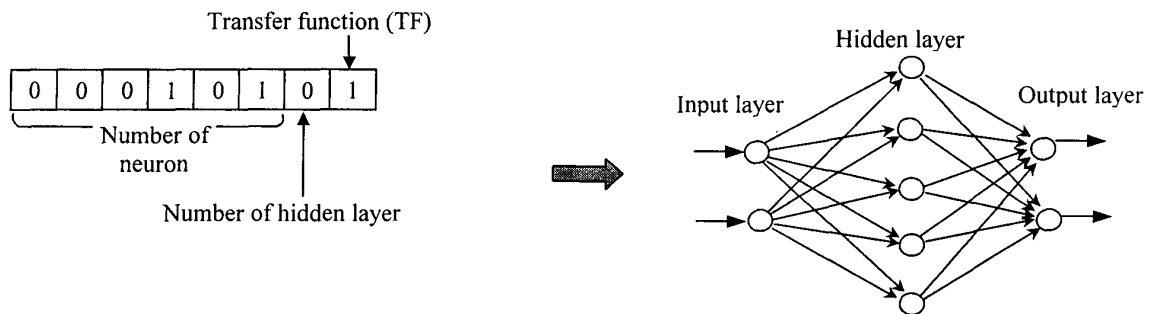 Transfer function (TF)
0 0 0 1 0 1 0 1
Number of
neuron
Number of hidden layer
Hidden layer
Input layer
Output layer